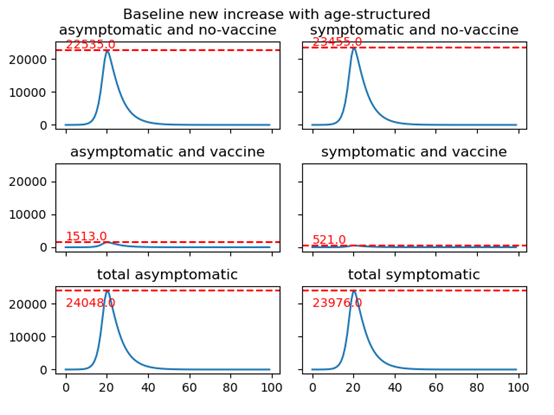 Baseline new increase with age-structured
asymptomatic and no-vaccine
symptomatic and no-vaccine
22535.0
23455.0
20000
10000
0
asymptomatic and vaccine
symptomatic and vaccine
20000
10000
0
1513.0
521.0
total asymptomatic
total symptomatic
20000
10000
0
24048.0
23976.0
0 20 40 60 80 100
0 20 40 60 80 100